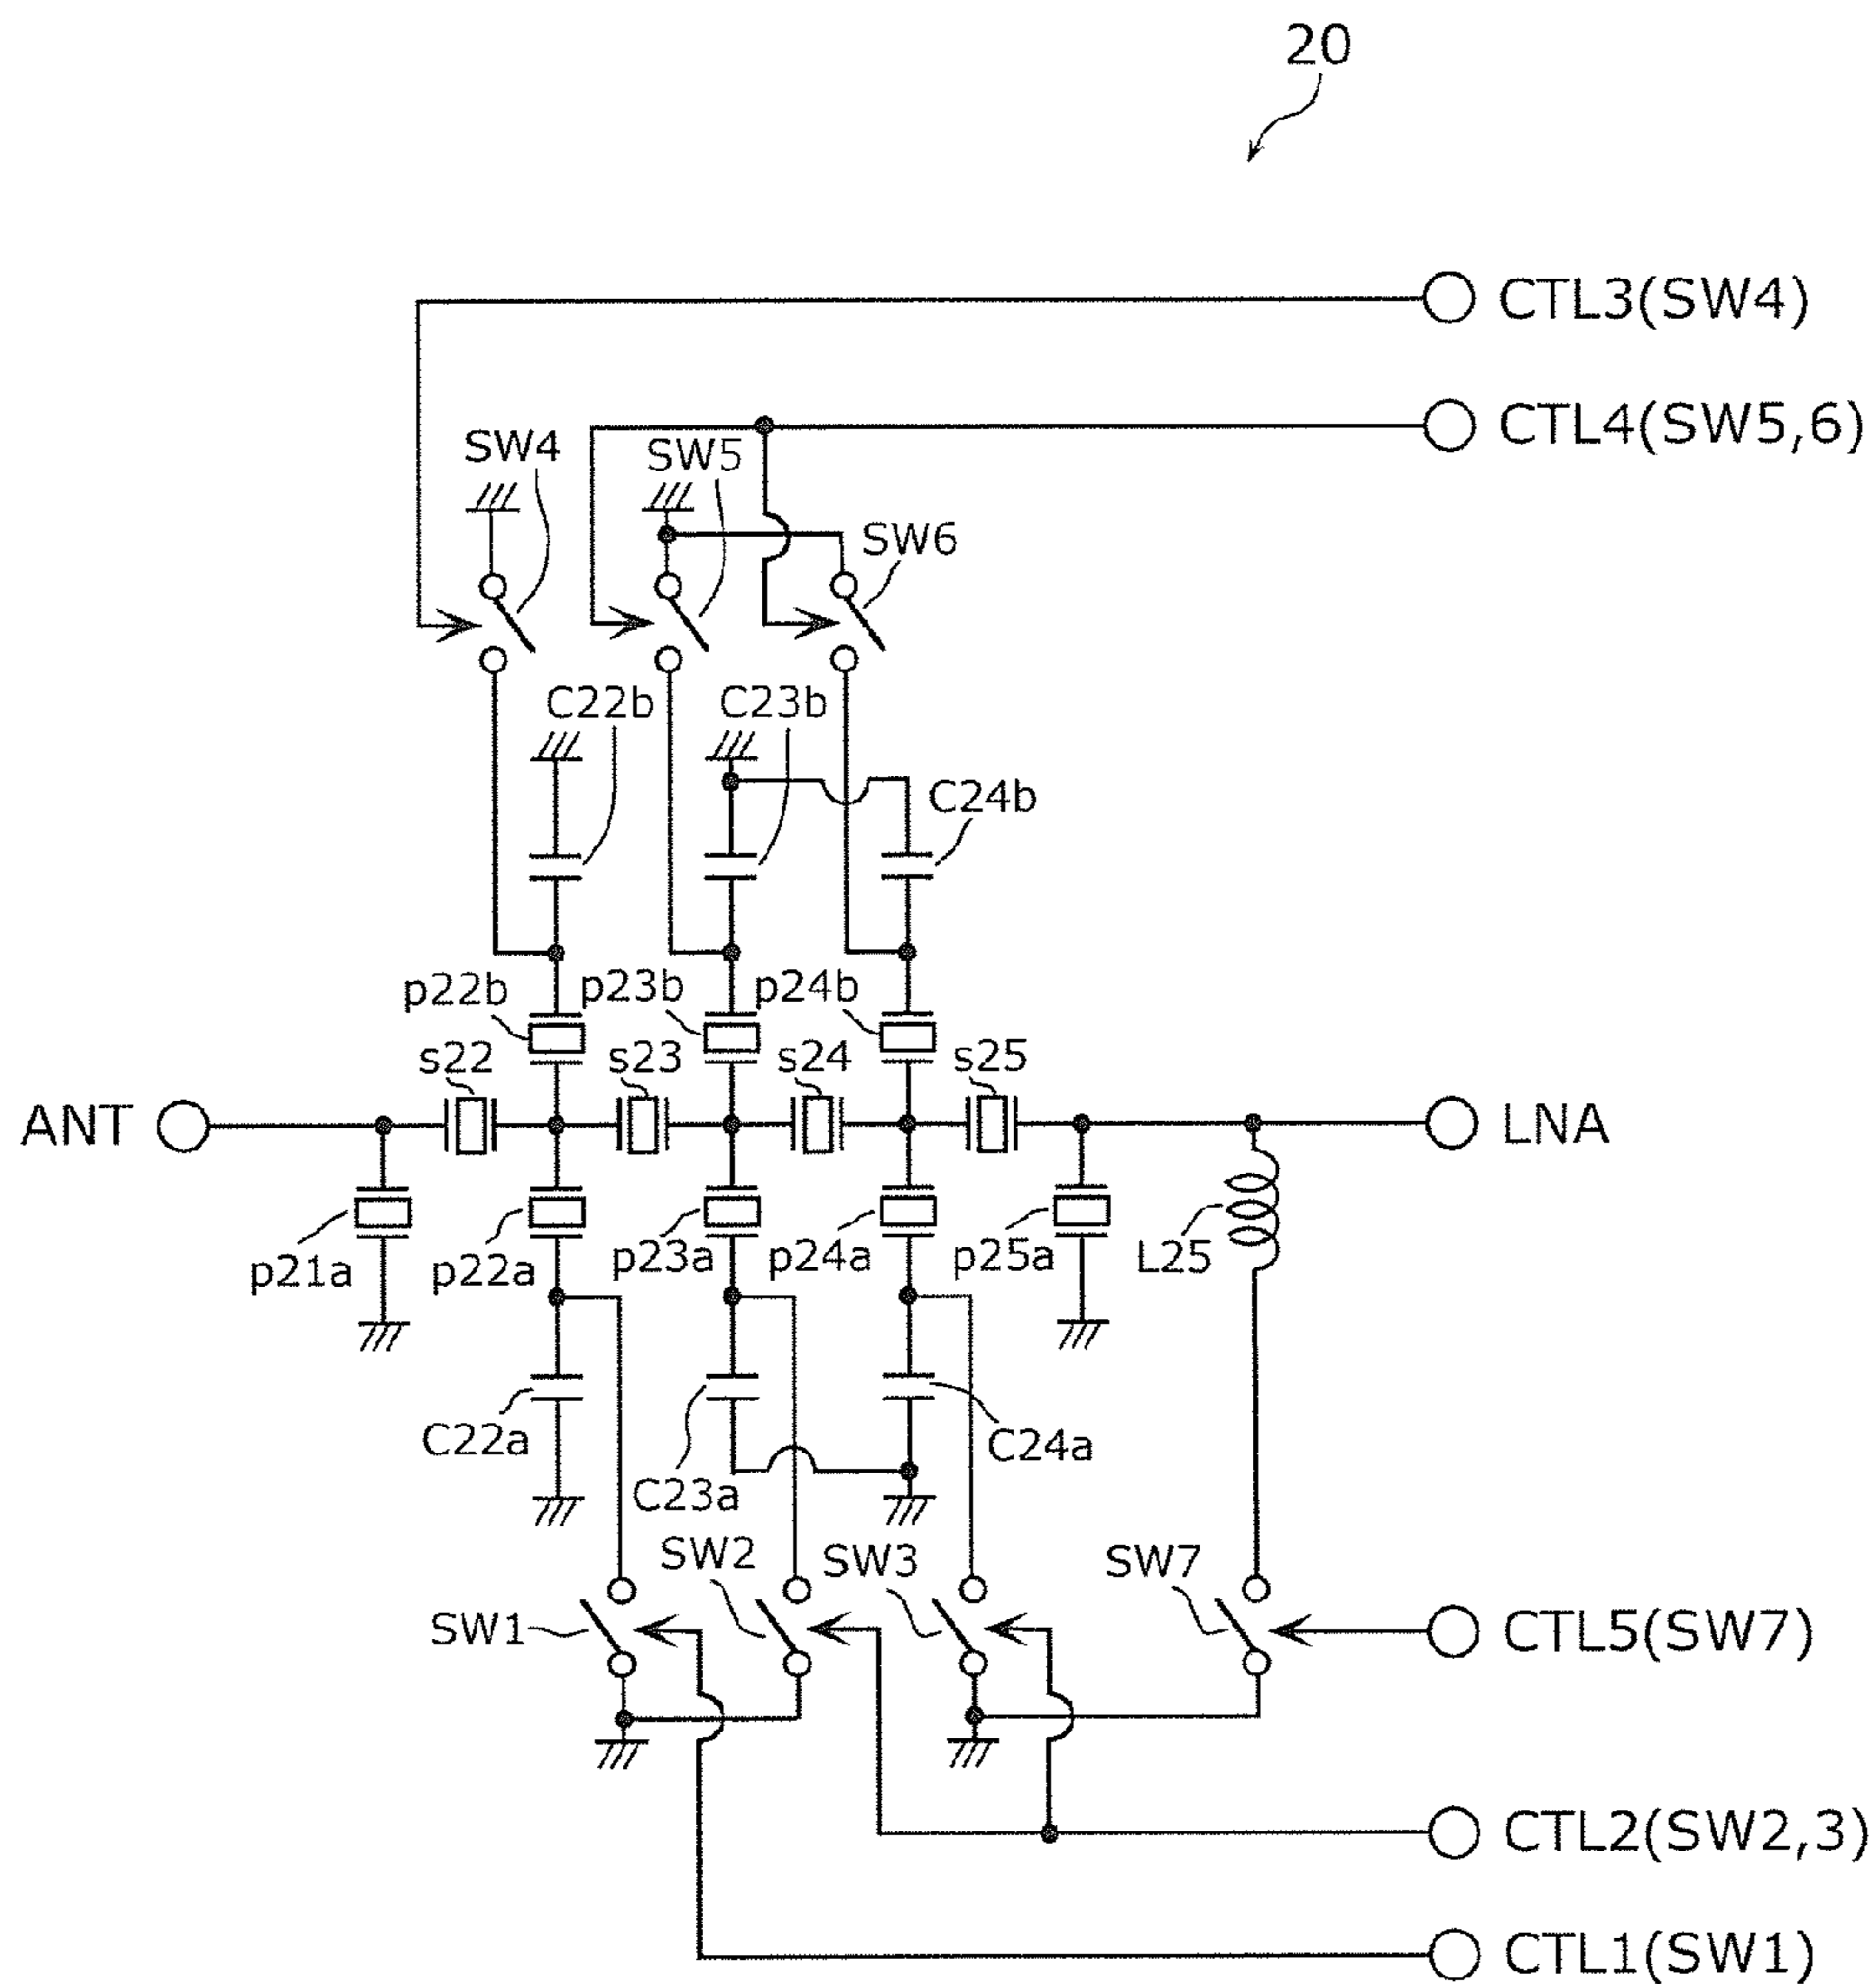 20
CTL3(SW4)
CTL4(SW5,6)
SW4
SW5
SW6
C22b
C23b
C24b
p22b
p23b
p24b
s22
s23
s24
s25
ANT
LNA
p21a
p22a
p23a
p24a
p25a
L25
C22a
C23a
C24a
SW1
SW2
SW3
SW7
CTL5(SW7)
CTL2(SW2,3)
CTL1(SW1)